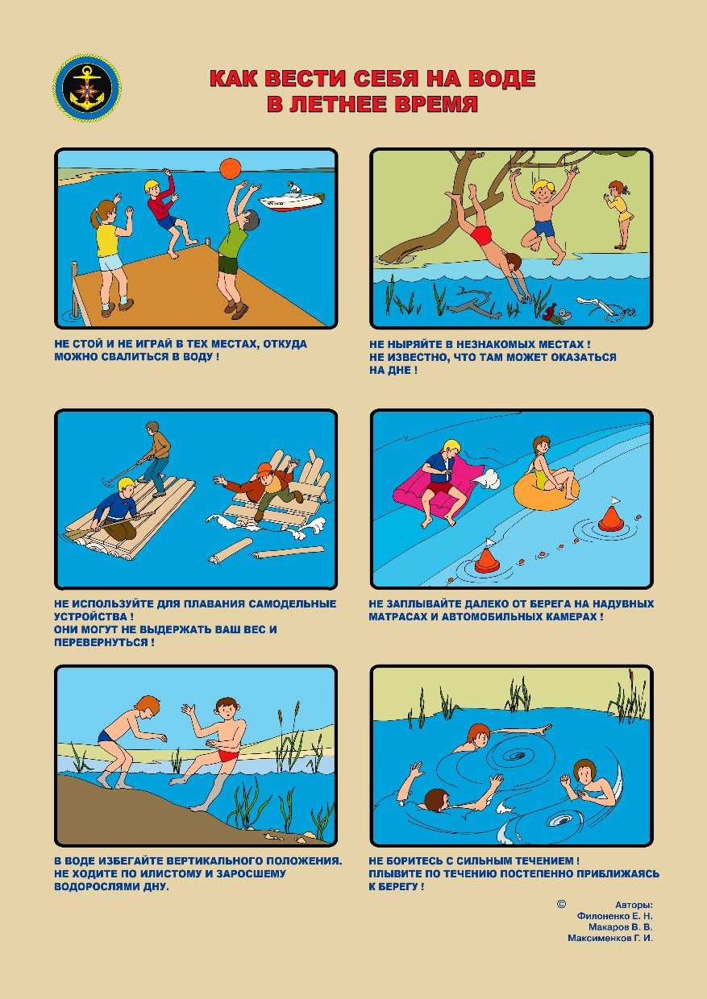 КАК ВЕСТИ СЕБЯ НА ВОДЕ
В ЛЕТНЕЕ ВРЕМЯ
НЕ СТОЙ И НЕ ИГРАЙ В ТЕХ МЕСТАХ, ОТКУДА
МОЖНО СВАЛИТЬСЯ В ВОДУ !
НЕ НЫРЯЙТЕ В НЕЗНАКОМЫХ МЕСТАХ !
НЕ ИЗВЕСТНО, ЧТО ТАМ МОЖЕТ ОКАЗАТЬСЯ
НА ДНЕ !
НЕ ИСПОЛЬЗУЙТЕ ДЛЯ ПЛАВАНИЯ САМОДЕЛЬНЫЕ
УСТРОЙСТВА !
ОНИ МОГУТ НЕ ВЫДЕРЖАТЬ ВАШ ВЕС И
ПЕРЕВЕРНУТЬСЯ !
НЕ ЗАПЛЫВАЙТЕ ДАЛЕКО ОТ БЕРЕГА НА НАДУВНЫХ
МАТРАСАХ И АВТОМОБИЛЬНЫХ КАМЕРАХ !
В ВОДЕ ИЗБЕГАЙТЕ ВЕРТИКАЛЬНОГО ПОЛОЖЕНИЯ.
НЕ ХОДИТЕ ПО ИЛИСТОМУ И ЗАРОСШЕМУ
ВОДОРОСЛЯМИ ДНУ.
НЕ БОРИТЕСЬ С СИЛЬНЫМ ТЕЧЕНИЕМ !
ПЛЫВИТЕ ПО ТЕЧЕНИЮ ПОСТЕПЕННО ПРИБЛИЖАЯСЬ
К БЕРЕГУ !
© Авторы:
Филоненко Е. Н.
Макаров В. В.
Максименков Г. И.